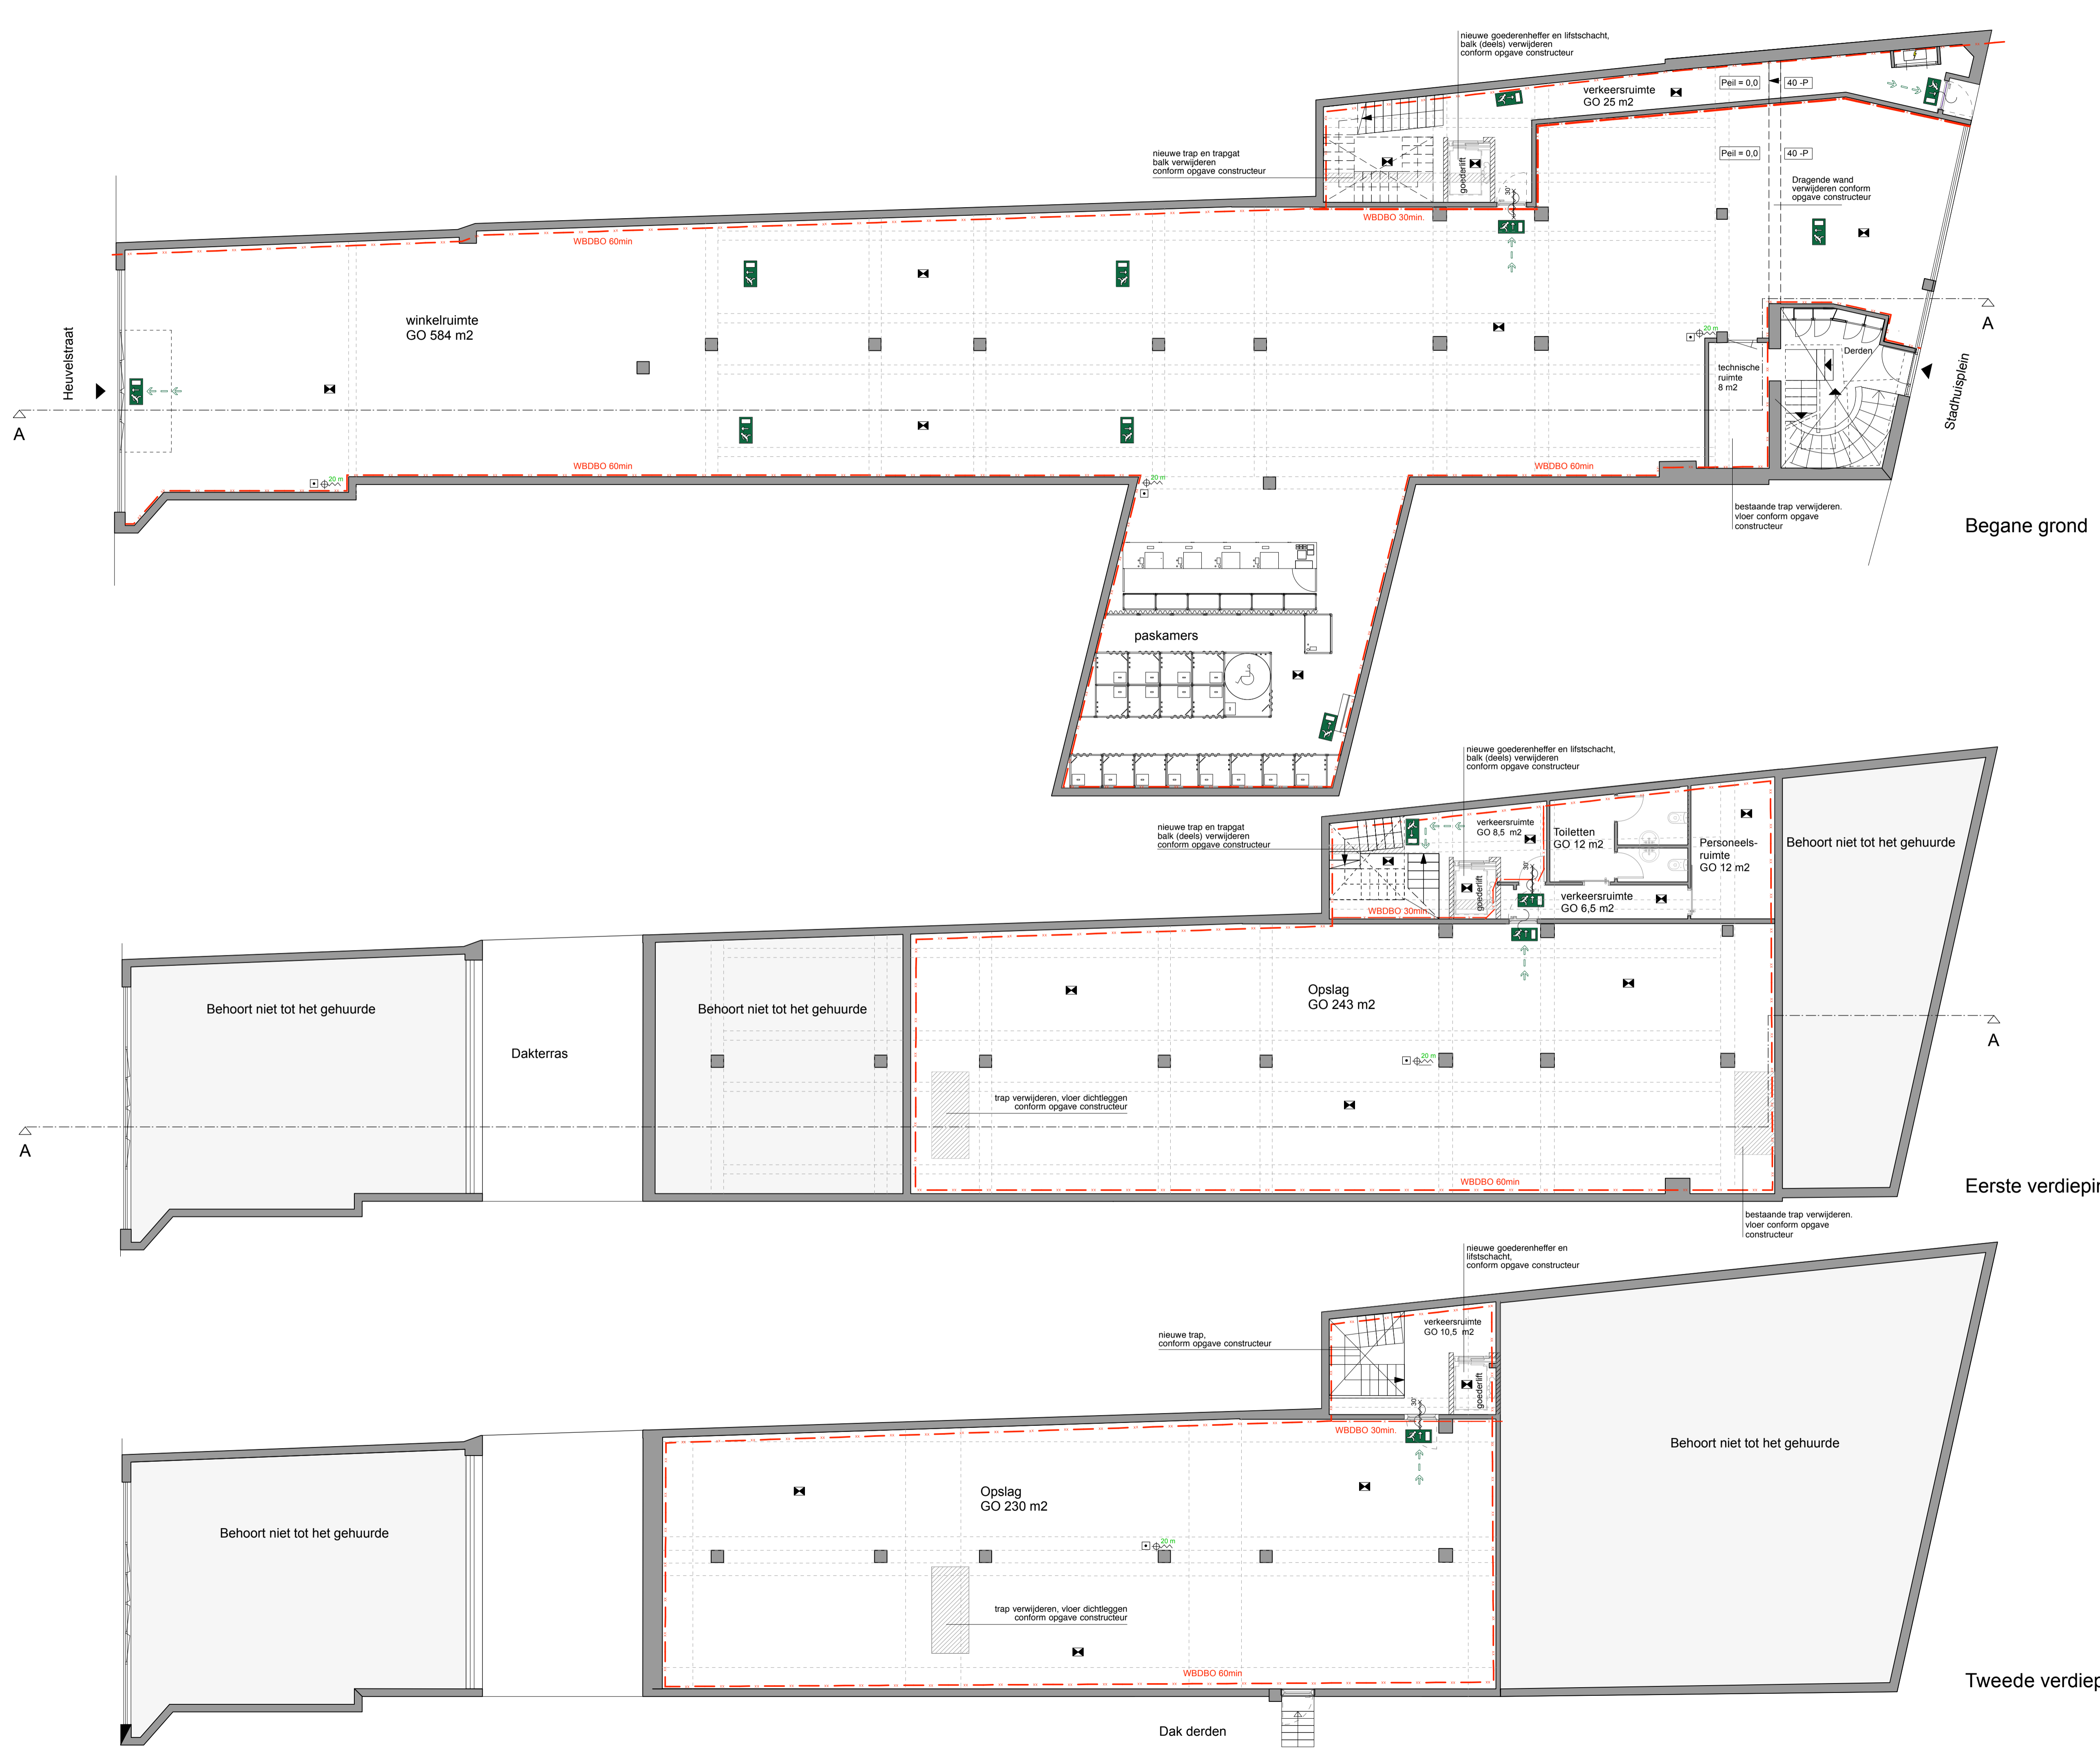 nieuwe goederenheffer en lifstschacht,
balk (deels) verwijderen
conform opgave constructeur
verkeersruimte
GO 25 m2
Peil = 0,0
40 -P
nieuwe trap en trapgat
balk verwijderen
conform opgave constructeur
goederlift
30'
Peil = 0,0
40 -P
Dragende wand
verwijderen conform
opgave constructeur
WBDBO 30min.
WBDBO 60min
winkelruimte
GO 584 m2
Heuvelstraat
A
20 m
Derden
technische
ruimte
8 m2
Stadhuisplein
A
WBDBO 60min
WBDBO 60min
20 m
20 m
bestaande trap verwijderen.
vloer conform opgave
constructeur
Begane grond
paskamers
nieuwe goederenheffer en lifstschacht,
balk (deels) verwijderen
conform opgave constructeur
nieuwe trap en trapgat
balk (deels) verwijderen
conform opgave constructeur
verkeersruimte
GO 8,5 m2
Toiletten
GO 12 m2
Personeels-
ruimte
GO 12 m2
Behoort niet tot het gehuurde
goederlift
30'
verkeersruimte
GO 6,5 m2
WBDBO 30min.
Behoort niet tot het gehuurde
Dakterras
Behoort niet tot het gehuurde
Opslag
GO 243 m2
20 m
A
trap verwijderen, vloer dichtleggen
conform opgave constructeur
A
WBDBO 60min
Eerste verdiepin
bestaande trap verwijderen.
vloer conform opgave
constructeur
nieuwe goederenheffer en
lifstschacht,
conform opgave constructeur
nieuwe trap,
conform opgave constructeur
verkeersruimte
GO 10,5 m2
goederlift
30'
WBDBO 30min.
Behoort niet tot het gehuurde
Opslag
GO 230 m2
Behoort niet tot het gehuurde
20 m
trap verwijderen, vloer dichtleggen
conform opgave constructeur
WBDBO 60min
Tweede verdiep
Dak derden